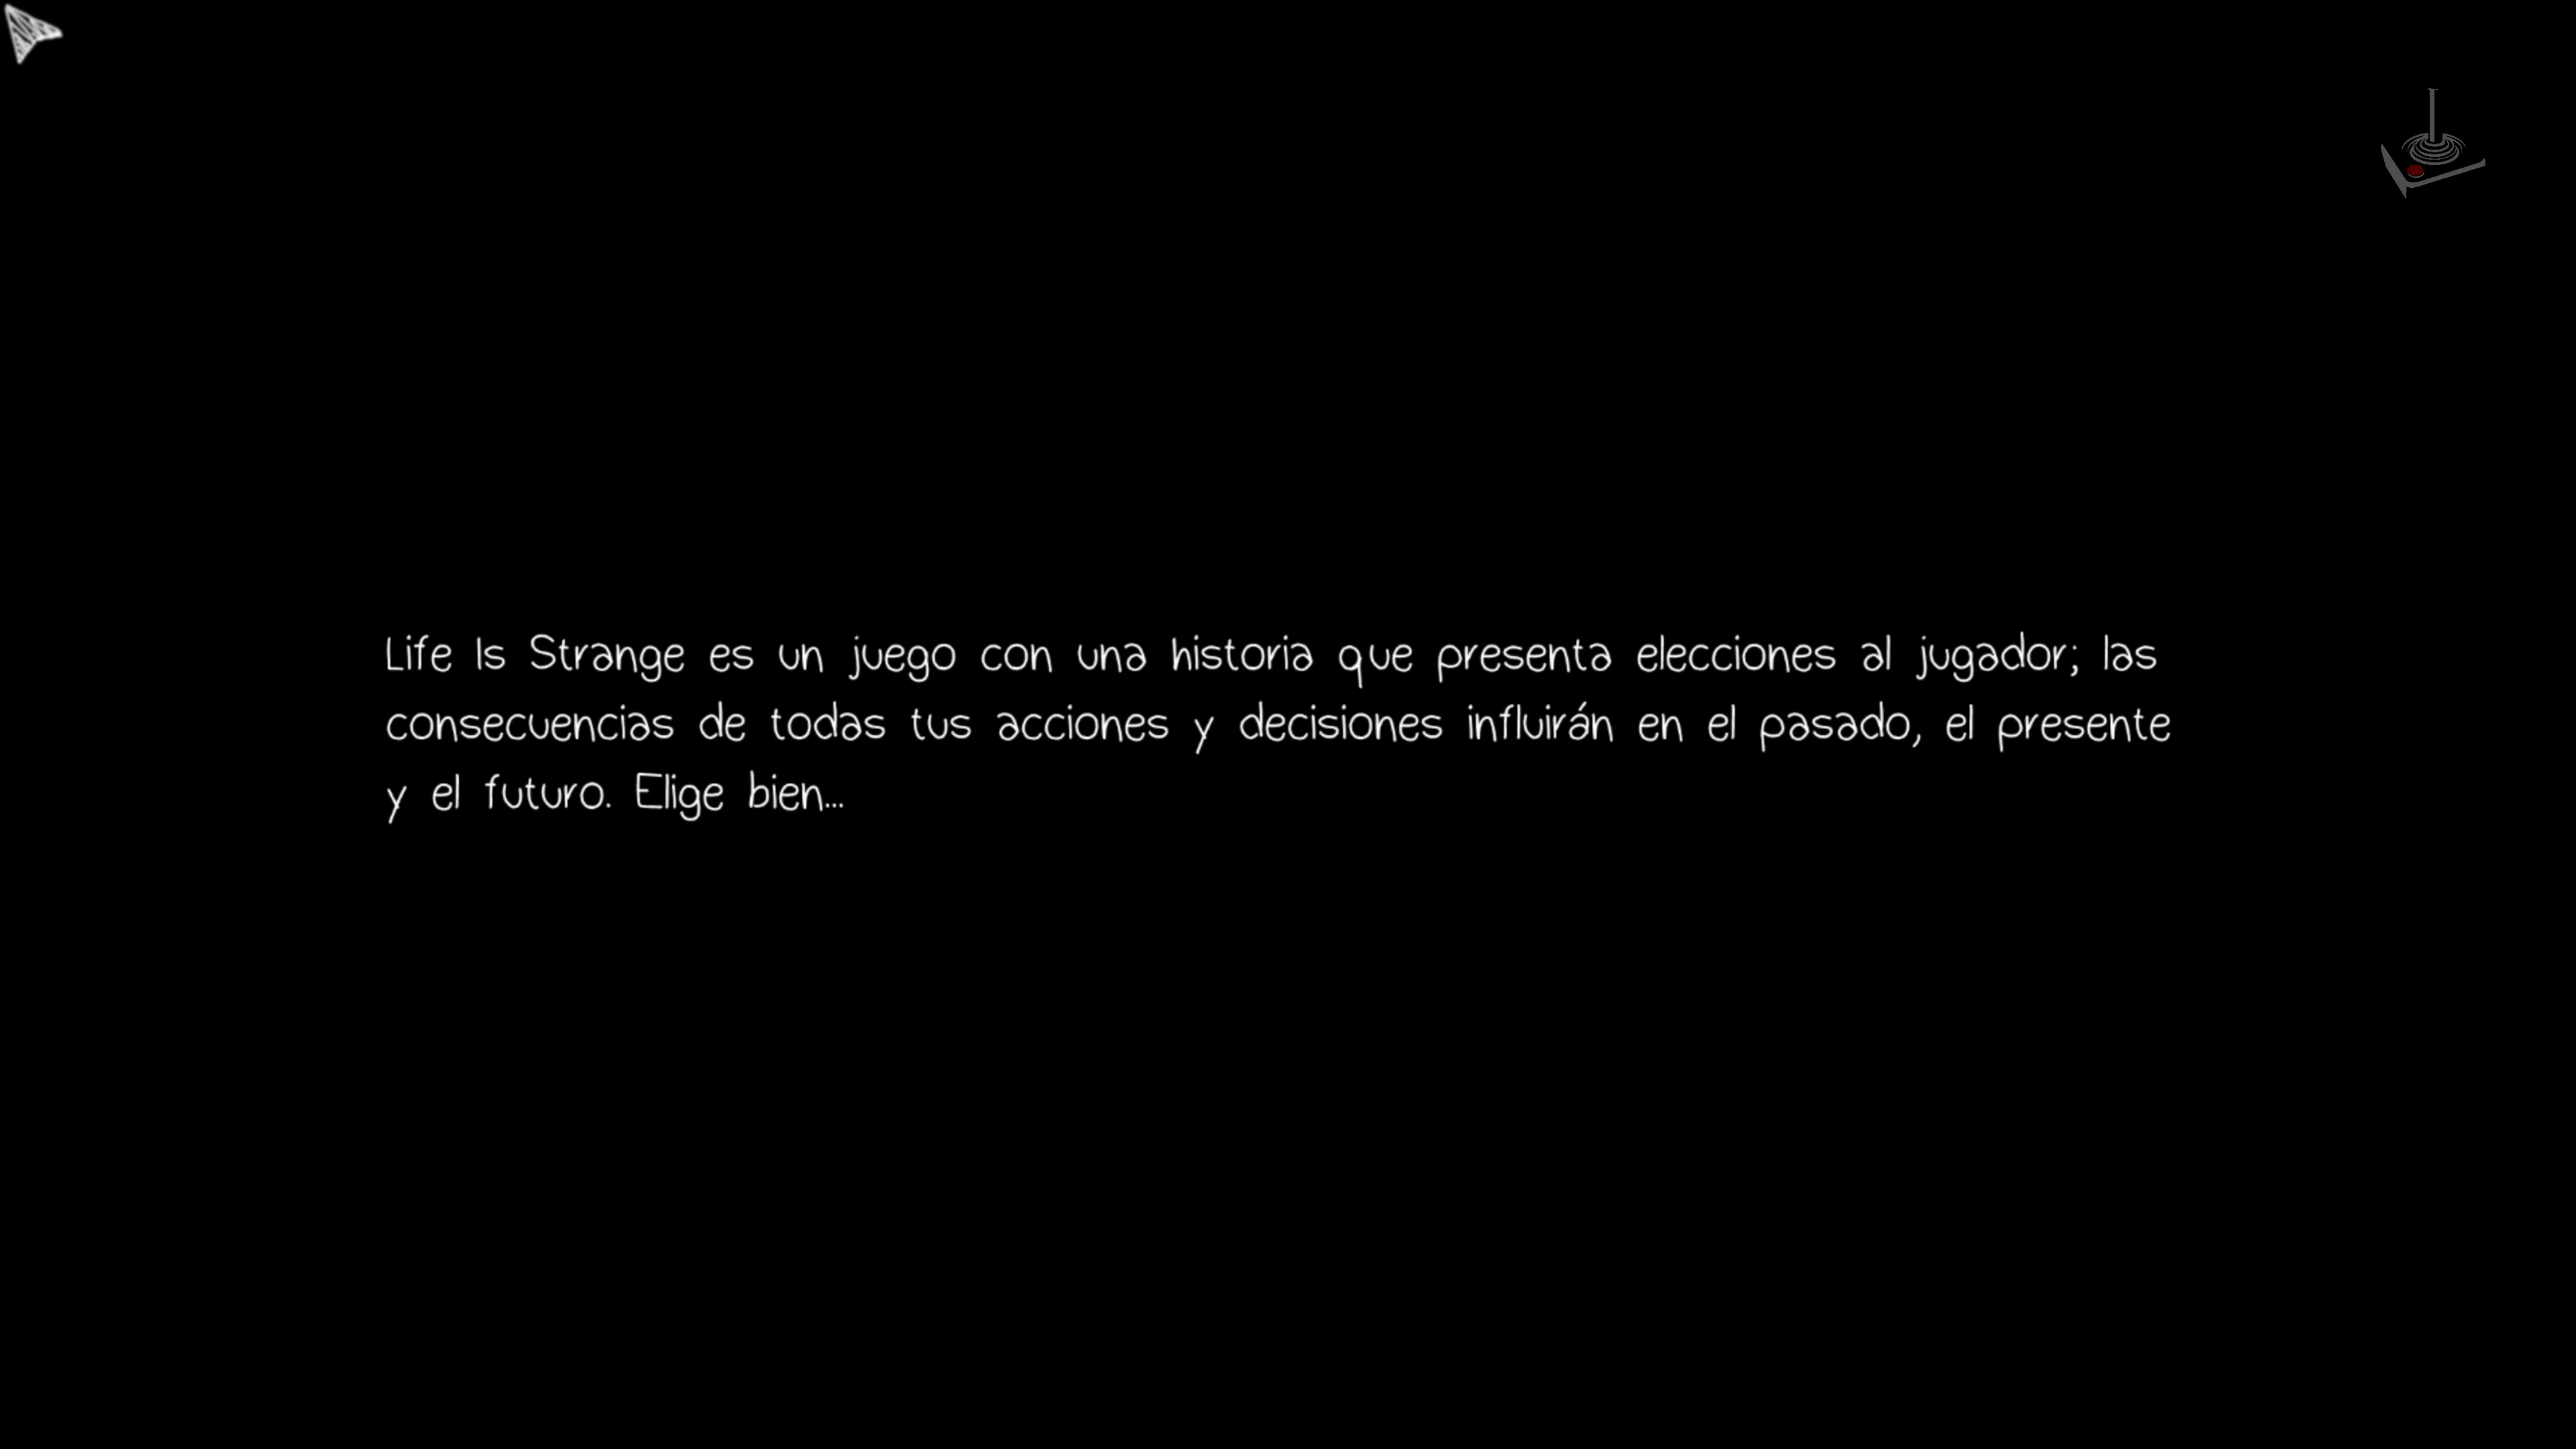 Life Is Strange es un juego con una historia que presenta elecciones al jugador; las
consecuencias de todas tus acciones y decisiones influirán en el pasado, el presente
y el futuro. Elige bien...